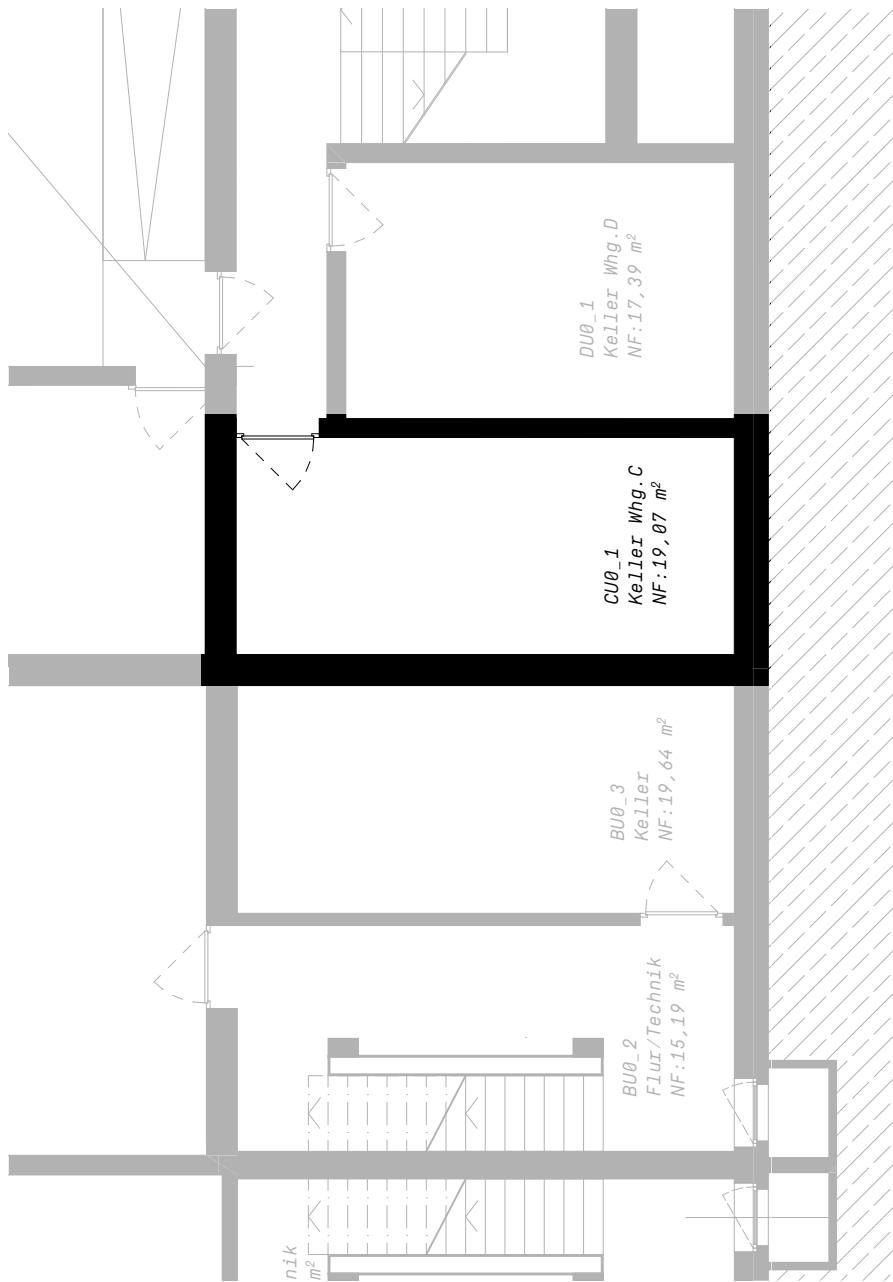 DU0_1
Keller Whg.D
NF:17,39 m²
CU0_1
Keller Whg.C
NF:19,07 m²
BU0_3
Keller
NF:19,64 m²
BU0_2
Flur/Technik
NF:15,19 m²
nik
m²